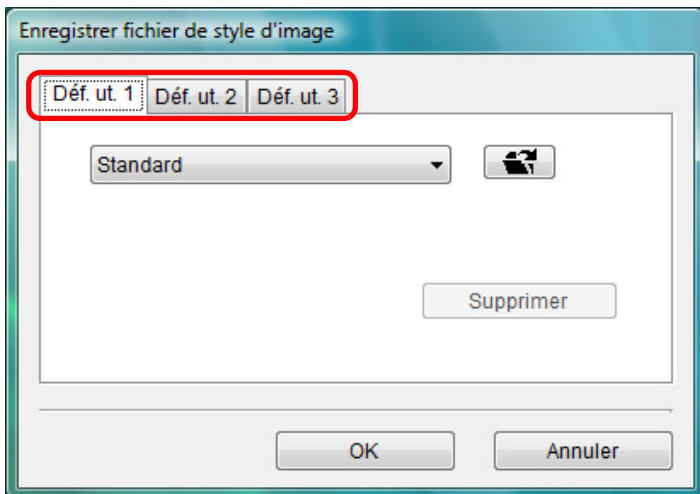 Enregistrer fichier de style d'image
Déf. ut. 1 Déf. ut. 2 Déf. ut. 3
Standard
Supprimer
OK Annuler